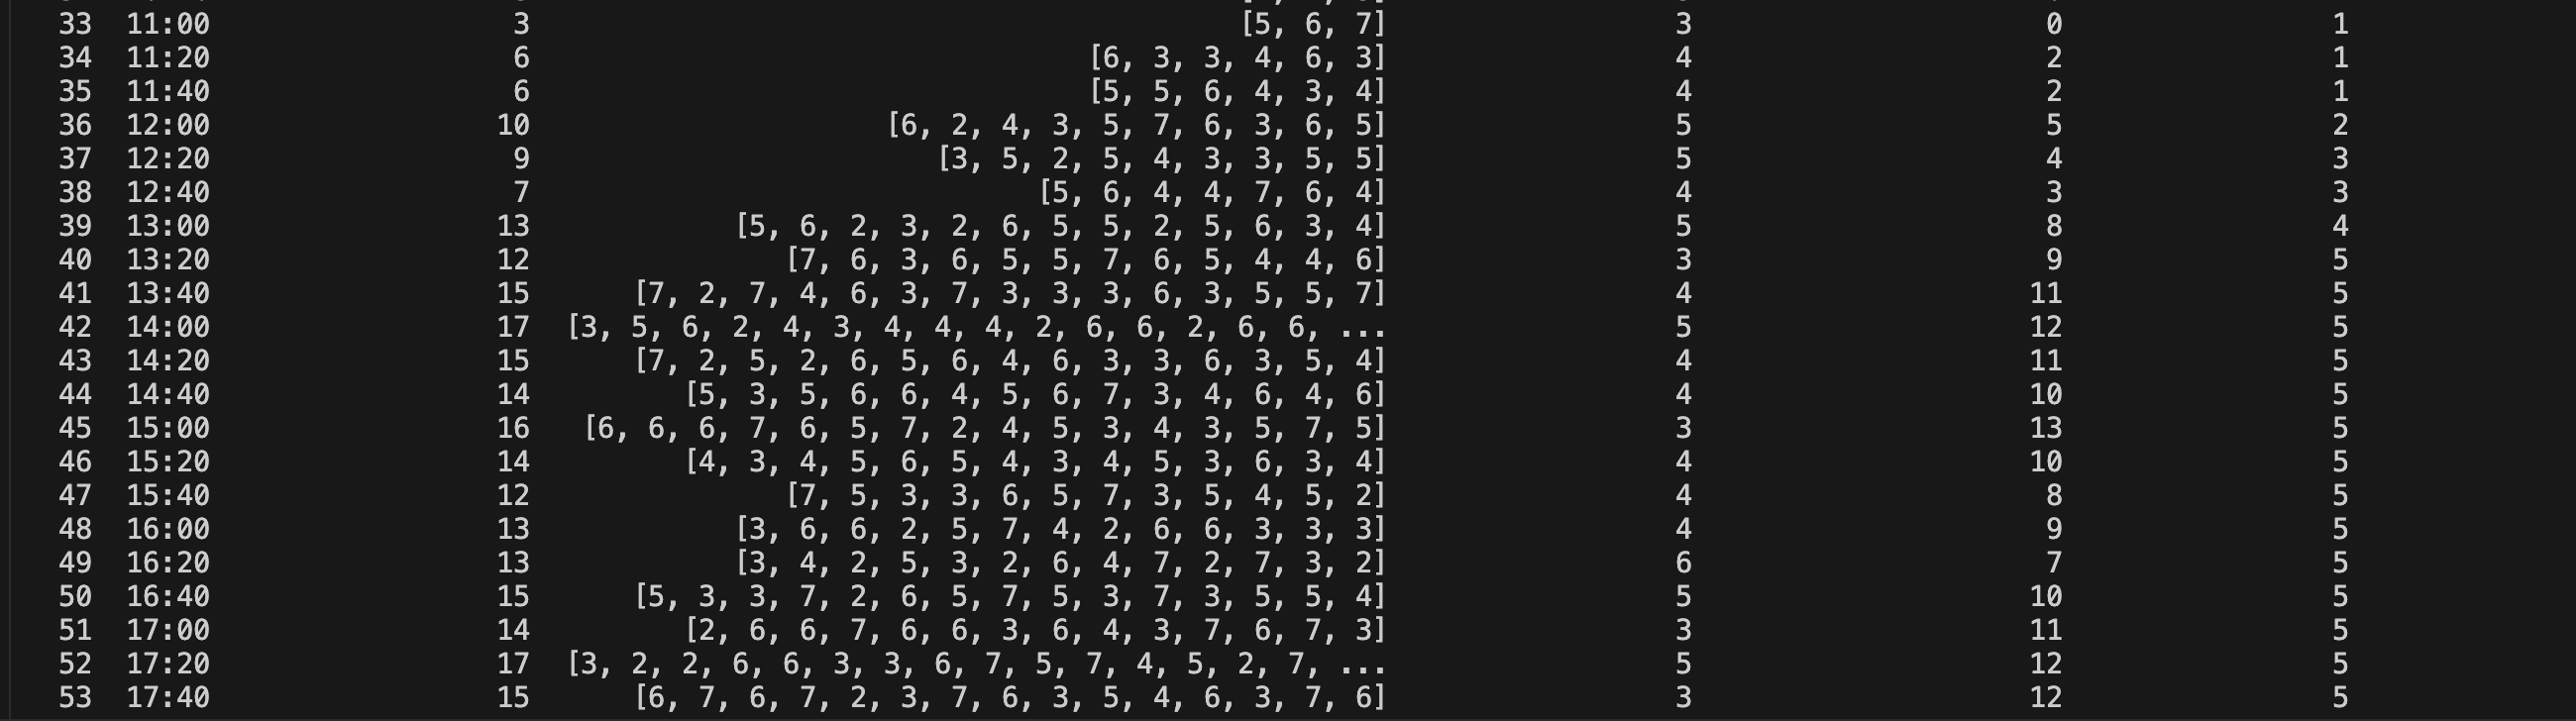 33 11:00 3 [5, 6, 7] 3 0 1
34 11:20 6 [6, 3, 3, 4, 6, 3] 4 2 1
35 11:40 6 [5, 5, 6, 4, 3, 4] 4 2 1
36 12:00 10 [6, 2, 4, 3, 5, 7, 6, 3, 6, 5] 5 5 2
37 12:20 9 [3, 5, 2, 5, 4, 3, 3, 5, 5] 5 4 3
38 12:40 7 [5, 6, 4, 4, 7, 6, 4] 4 3 3
39 13:00 13 [5, 6, 2, 3, 2, 6, 5, 5, 2, 5, 6, 3, 4] 5 8 4
40 13:20 12 [7, 6, 3, 6, 5, 5, 7, 6, 5, 4, 4, 6] 3 9 5
41 13:40 15 [7, 2, 7, 4, 6, 3, 7, 3, 3, 3, 6, 3, 5, 5, 7] 4 11 5
42 14:00 17 [3, 5, 6, 2, 4, 3, 4, 4, 4, 2, 6, 6, 2, 6, 6, ... 5 12 5
43 14:20 15 [7, 2, 5, 2, 6, 5, 6, 4, 6, 3, 3, 6, 3, 5, 4] 4 11 5
44 14:40 14 [5, 3, 5, 6, 6, 4, 5, 6, 7, 3, 4, 6, 4, 6] 4 10 5
45 15:00 16 [6, 6, 6, 7, 6, 5, 7, 2, 4, 5, 3, 4, 3, 5, 7, 5] 3 13 5
46 15:20 14 [4, 3, 4, 5, 6, 5, 4, 3, 4, 5, 3, 6, 3, 4] 4 10 5
47 15:40 12 [7, 5, 3, 3, 6, 5, 7, 3, 5, 4, 5, 2] 4 8 5
48 16:00 13 [3, 6, 6, 2, 5, 7, 4, 2, 6, 6, 3, 3, 3] 4 9 5
49 16:20 13 [3, 4, 2, 5, 3, 2, 6, 4, 7, 2, 7, 3, 2] 6 7 5
50 16:40 15 [5, 3, 3, 7, 2, 6, 5, 7, 5, 3, 7, 3, 5, 5, 4] 5 10 5
51 17:00 14 [2, 6, 6, 7, 6, 6, 3, 6, 4, 3, 7, 6, 7, 3] 3 11 5
52 17:20 17 [3, 2, 2, 6, 6, 3, 3, 6, 7, 5, 7, 4, 5, 2, 7, ... 5 12 5
53 17:40 15 [6, 7, 6, 7, 2, 3, 7, 6, 3, 5, 4, 6, 3, 7, 6] 3 12 5